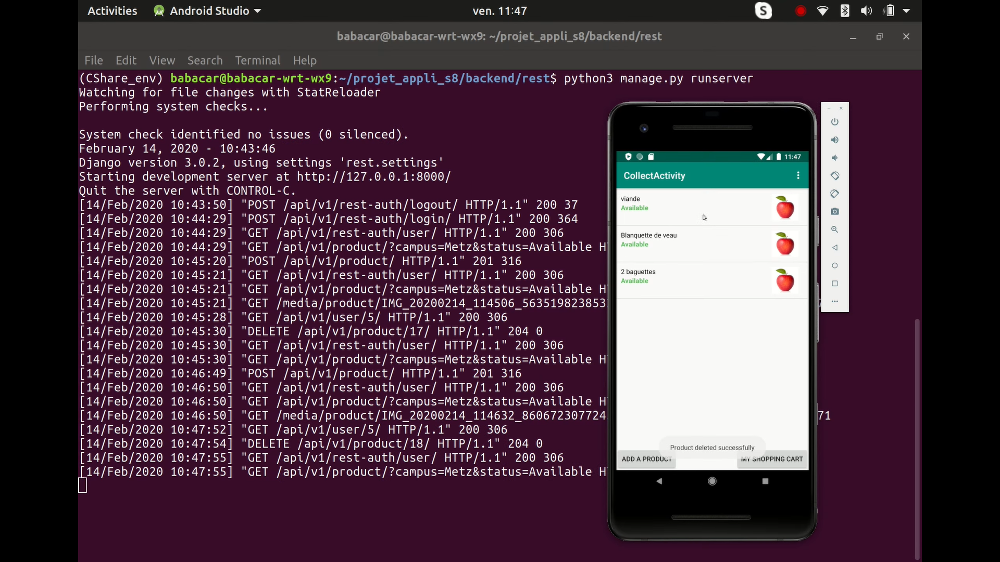 Activities Android Studio ven. 11:47 S
babacar@babacar-wrt-wx9: ~/projet_appli_s8/backend/rest
File Edit View Search Terminal Help
(CShare_env) babacar@babacar-wrt-wx9:~/projet_appli_s8/backend/rest$ python3 manage.py runserver
Watching for file changes with StatReloader
Performing system checks...
System check identified no issues (0 silenced).
February 14, 2020 - 10:43:46
Django version 3.0.2, using settings 'rest.settings'
Starting development server at http://127.0.0.1:8000/
Quit the server with CONTROL-C.
[14/Feb/2020 10:43:50] "POST /api/v1/rest-auth/logout/ HTTP/1.1" 200 37
[14/Feb/2020 10:44:29] "POST /api/v1/rest-auth/login/ HTTP/1.1" 200 364
[14/Feb/2020 10:44:29] "GET /api/v1/rest-auth/user/ HTTP/1.1" 200 306
[14/Feb/2020 10:44:29] "GET /api/v1/product/?campus=Metz&status=Available H
[14/Feb/2020 10:45:20] "POST /api/v1/product/ HTTP/1.1" 201 316
[14/Feb/2020 10:45:21] "GET /api/v1/rest-auth/user/ HTTP/1.1" 200 306
[14/Feb/2020 10:45:21] "GET /api/v1/product/?campus=Metz&status=Available H
[14/Feb/2020 10:45:21] "GET /media/product/IMG_20200214_114506_563519823853
[14/Feb/2020 10:45:28] "GET /api/v1/user/5/ HTTP/1.1" 200 306
[14/Feb/2020 10:45:30] "DELETE /api/v1/product/17/ HTTP/1.1" 204 0
[14/Feb/2020 10:45:30] "GET /api/v1/rest-auth/user/ HTTP/1.1" 200 306
[14/Feb/2020 10:45:30] "GET /api/v1/product/?campus=Metz&status=Available H
[14/Feb/2020 10:46:49] "POST /api/v1/product/ HTTP/1.1" 201 316
[14/Feb/2020 10:46:50] "GET /api/v1/rest-auth/user/ HTTP/1.1" 200 306
[14/Feb/2020 10:46:50] "GET /api/v1/product/?campus=Metz&status=Available H
[14/Feb/2020 10:46:50] "GET /media/product/IMG_20200214_114632_860672307724 71
[14/Feb/2020 10:47:52] "GET /api/v1/user/5/ HTTP/1.1" 200 306
[14/Feb/2020 10:47:54] "DELETE /api/v1/product/18/ HTTP/1.1" 204 0
[14/Feb/2020 10:47:55] "GET /api/v1/rest-auth/user/ HTTP/1.1" 200 306
[14/Feb/2020 10:47:55] "GET /api/v1/product/?campus=Metz&status=Available H
11:47
CollectActivity
viande
Available
Blanquette de veau
Available
2 baguettes
Available
Product deleted successfully
ADD A PRODUCT MY SHOPPING CART